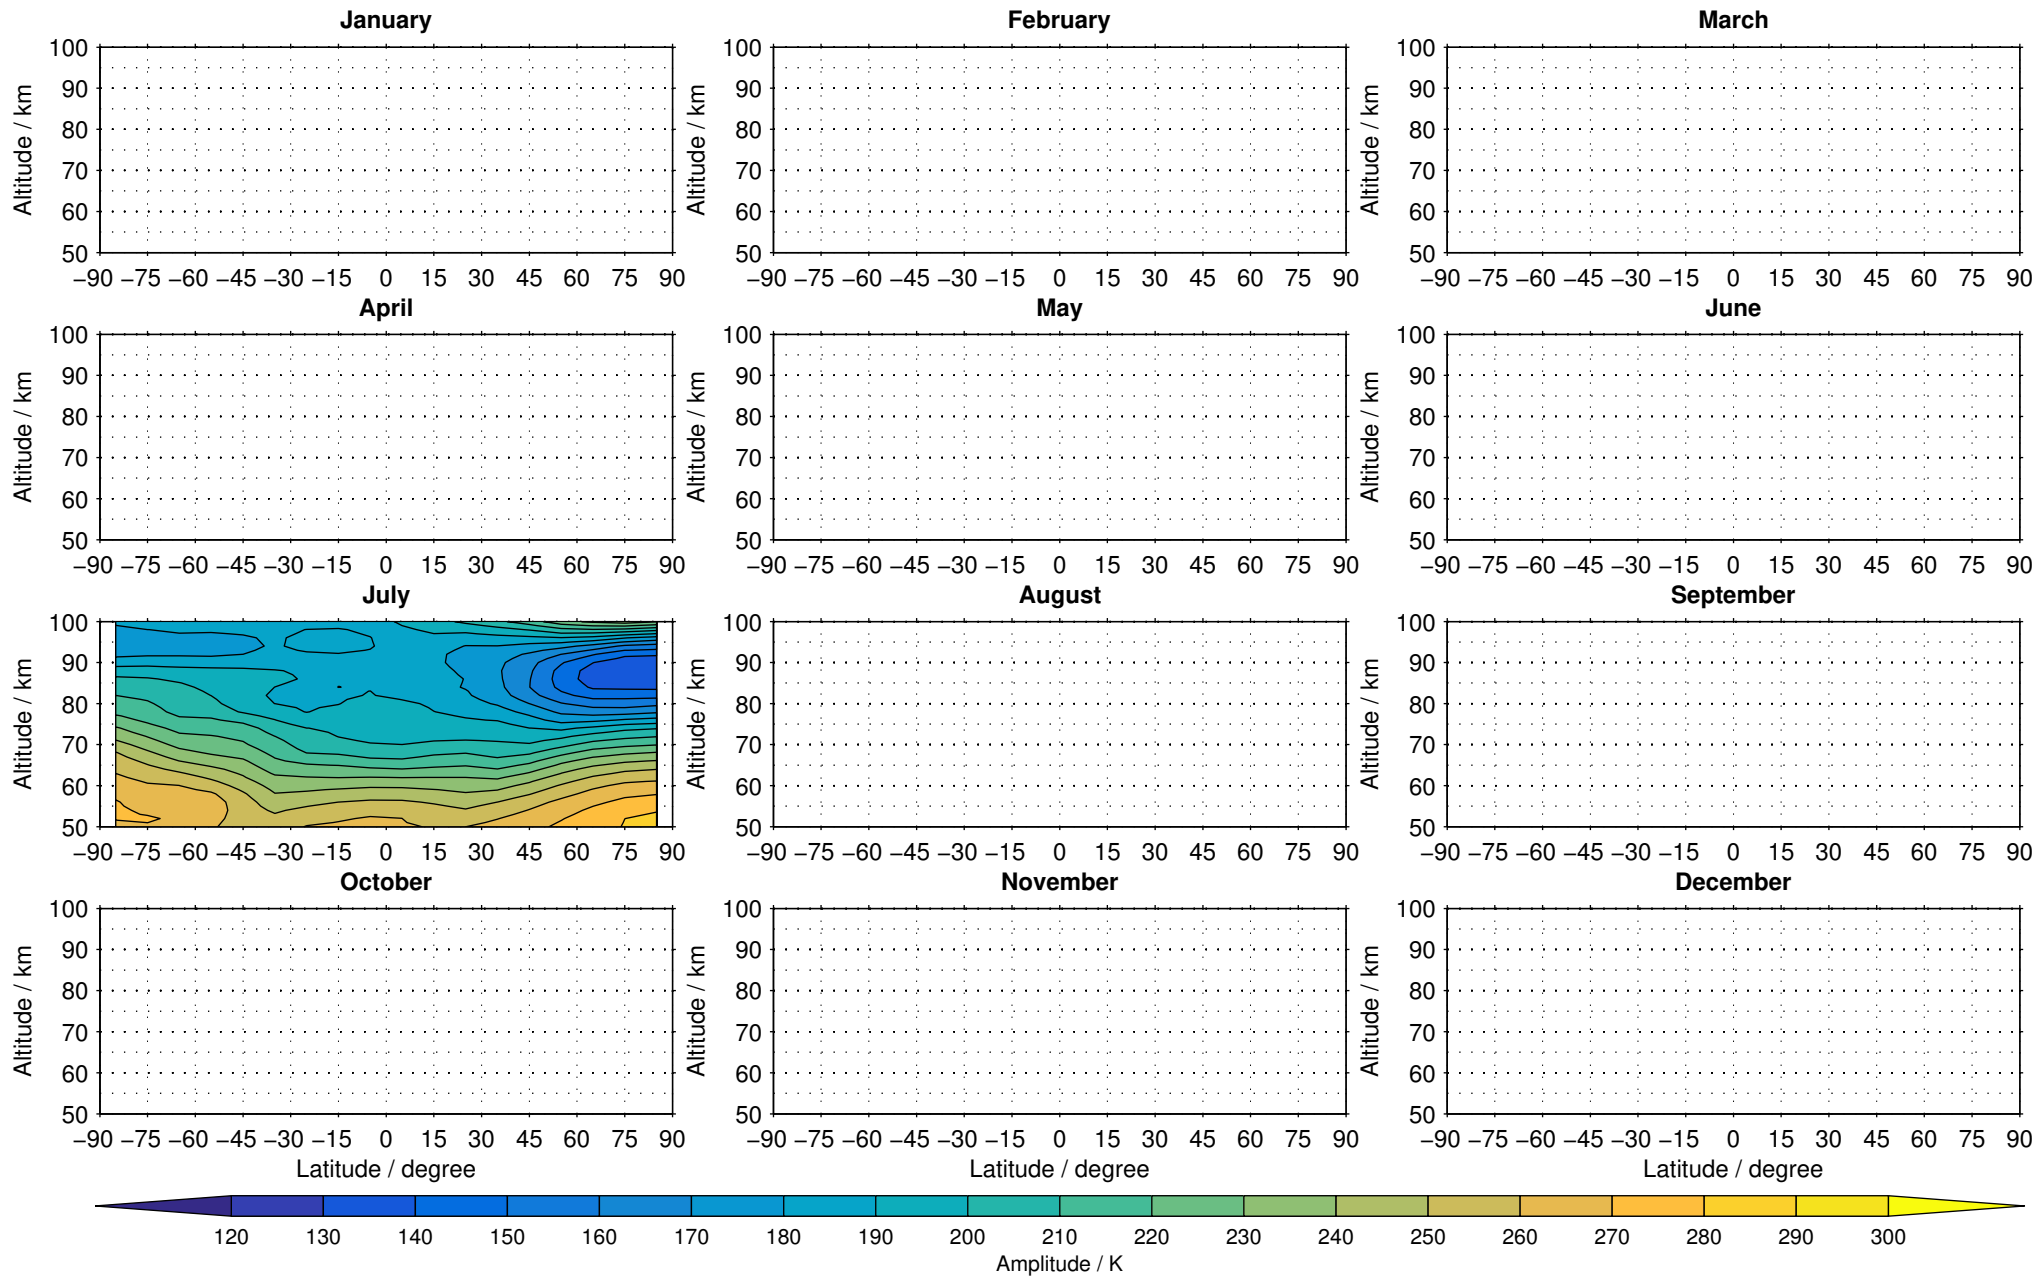 January February March
100 100 100
90 90 90
Altitude / km Altitude / km Altitude / km
80 80 80
70 70 70
60 60 60
50 50 50
−90 −75 −60 −45 −30 −15 0 15 30 45 60 75 90 −90 −75 −60 −45 −30 −15 0 15 30 45 60 75 90 −90 −75 −60 −45 −30 −15 0 15 30 45 60 75 90
April May June
100 100 100
90 90 90
Altitude / km Altitude / km Altitude / km
80 80 80
70 70 70
60 60 60
50 50 50
−90 −75 −60 −45 −30 −15 0 15 30 45 60 75 90 −90 −75 −60 −45 −30 −15 0 15 30 45 60 75 90 −90 −75 −60 −45 −30 −15 0 15 30 45 60 75 90
July August September
100 100 100
90 90 90
Altitude / km Altitude / km Altitude / km
80 80 80
70 70 70
60 60 60
50 50 50
−90 −75 −60 −45 −30 −15 0 15 30 45 60 75 90 −90 −75 −60 −45 −30 −15 0 15 30 45 60 75 90 −90 −75 −60 −45 −30 −15 0 15 30 45 60 75 90
October November December
100 100 100
90 90 90
Altitude / km Altitude / km Altitude / km
80 80 80
70 70 70
60 60 60
50 50 50
−90 −75 −60 −45 −30 −15 0 15 30 45 60 75 90 −90 −75 −60 −45 −30 −15 0 15 30 45 60 75 90 −90 −75 −60 −45 −30 −15 0 15 30 45 60 75 90
Latitude / degree Latitude / degree Latitude / degree
120 130 140 150 160 170 180 190 200 210 220 230 240 250 260 270 280 290 300
Amplitude / K